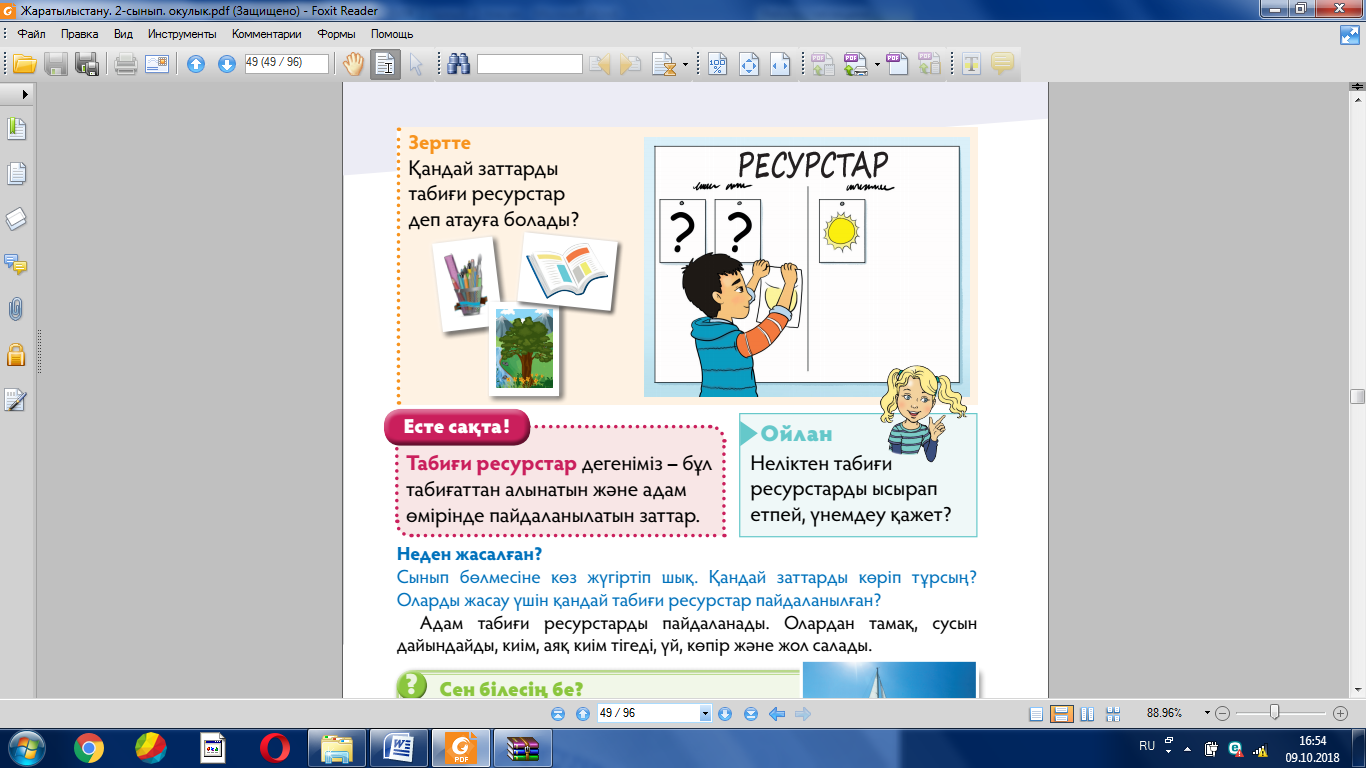 Жаратылыстану. 2-сынып. окулык.pdf (Защищено) - Foxit Reader
Файл Правка Вид Инструменты Комментарии Формы Помощь
49 (49 / 96)
Зертте
Қандай заттарды
табиғи ресурстар
деп атауға болады?
РЕСУРСТАР
? ?
Есте сақта!
Табиғи ресурстар дегеніміз – бұл
табиғаттан алынатын және адам
өмірінде пайдаланылатын заттар.
Ойлан
Неліктен табиғи
ресурстарды ысырап
етпей, үнемдеу қажет?
Неден жасалған?
Сынып бөлмесіне көз жүгіртіп шық. Қандай заттарды көріп тұрсың?
Оларды жасау үшін қандай табиғи ресурстар пайдаланылған?
Адам табиғи ресурстарды пайдаланады. Олардан тамақ, сусын
дайындайды, киім, аяқ киім тігеді, үй, көпір және жол салады.
? Сен білесің бе?
49 / 96
88.96%
RU
16:54
09.10.2018